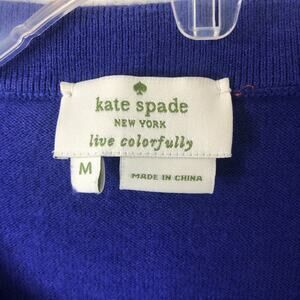 kate spade
NEW YORK
live colorfully
M
MADE IN CHINA